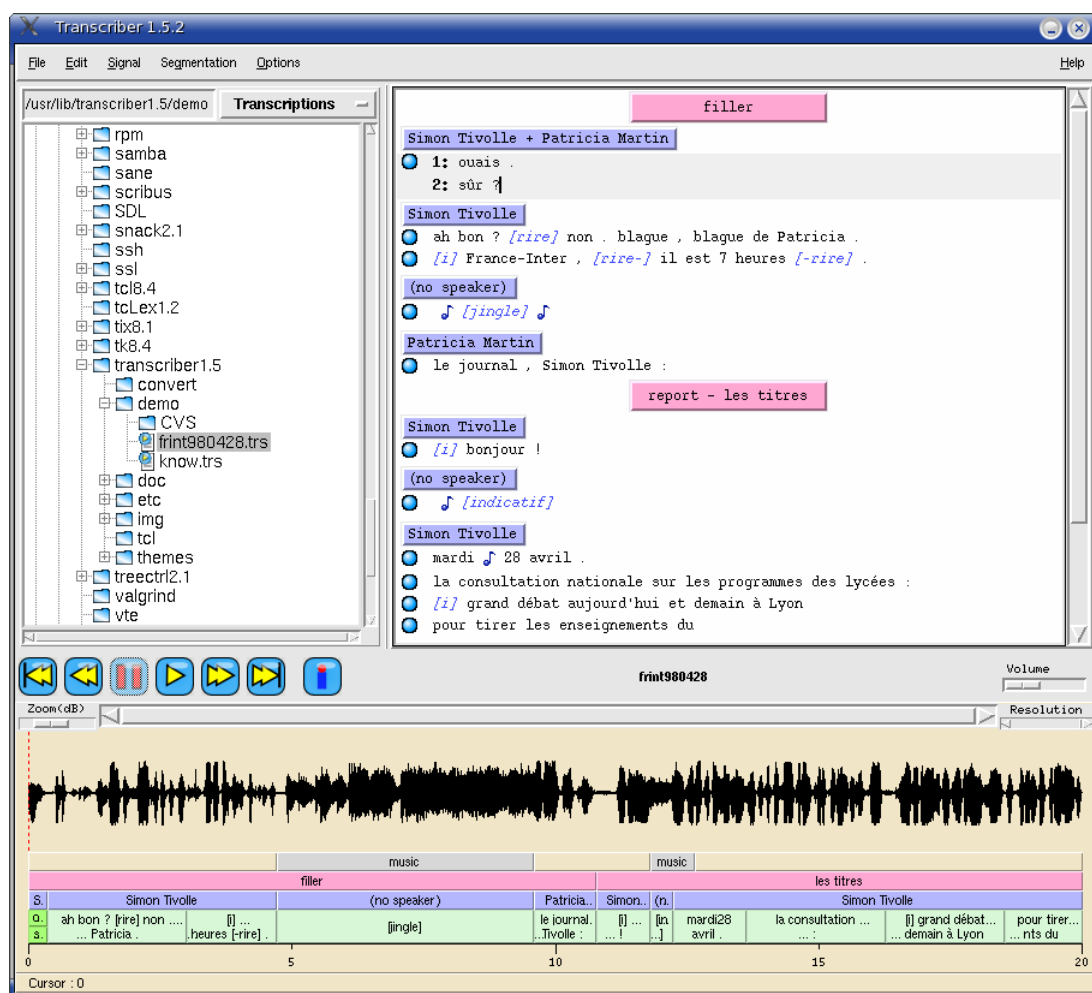 Transcriber 1.5.2
File Edit Signal Segmentation Options Help
/usr/lib/transcriber1.5/demo Transcriptions
rpm
samba
sane
scribus
SDL
snack2.1
ssh
ssl
tcl8.4
tcLex1.2
tix8.1
tk8.4
transcriber1.5
convert
demo
CVS
frint980428.trs
know.trs
doc
etc
img
tcl
themes
treectrl2.1
valgrind
vte
filler
Simon Tivolle + Patricia Martin
1: ouais .
2: sûr ?
Simon Tivolle
ah bon ? [rire] non . blague , blague de Patricia .
[i] France-Inter , [rire-] il est 7 heures [-rire] .
(no speaker)
[jingle]
Patricia Martin
le journal , Simon Tivolle :
report - les titres
Simon Tivolle
[i] bonjour !
(no speaker)
[indicatif]
Simon Tivolle
mardi 28 avril .
la consultation nationale sur les programmes des lycées :
[i] grand débat aujourd'hui et demain à Lyon
pour tirer les enseignements du
frint980428
Volume
Zoom(dB)
Resolution
music music
filler les titres
S. Simon Tivolle (no speaker) Patricia.. Simon.. (n. Simon Tivolle
o. ah bon ? [rire] non .... [i] ... [jingle] le journal. [i] ... [in. mardi28 la consultation ... [i] grand débat... pour tirer...
s. ... Patricia . .heures [-rire] . ..Tivolle : ... ! ...] avril . ... : ... demain à Lyon ... nts du
0 5 10 15 20
Cursor : 0